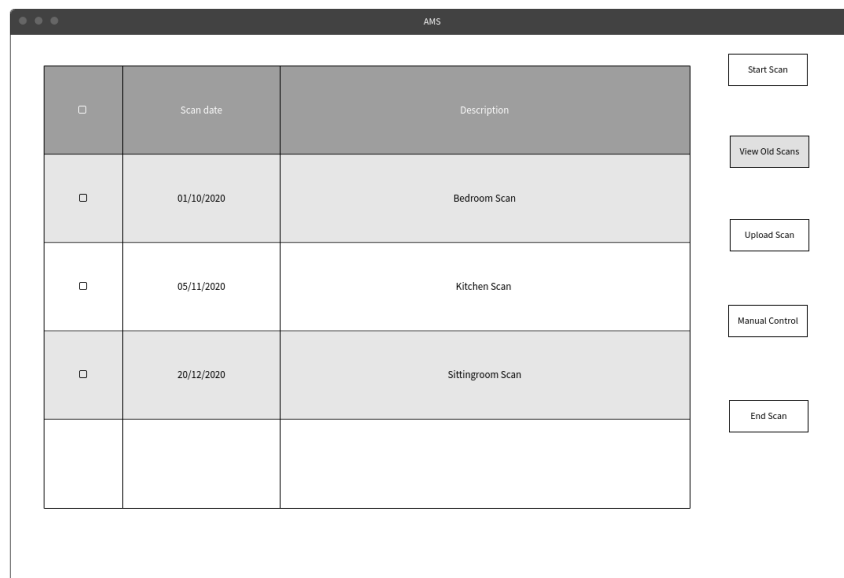 AMS
Start Scan
Scan date Description
View Old Scans
01/10/2020 Bedroom Scan
Upload Scan
05/11/2020 Kitchen Scan
Manual Control
20/12/2020 Sittingroom Scan
End Scan